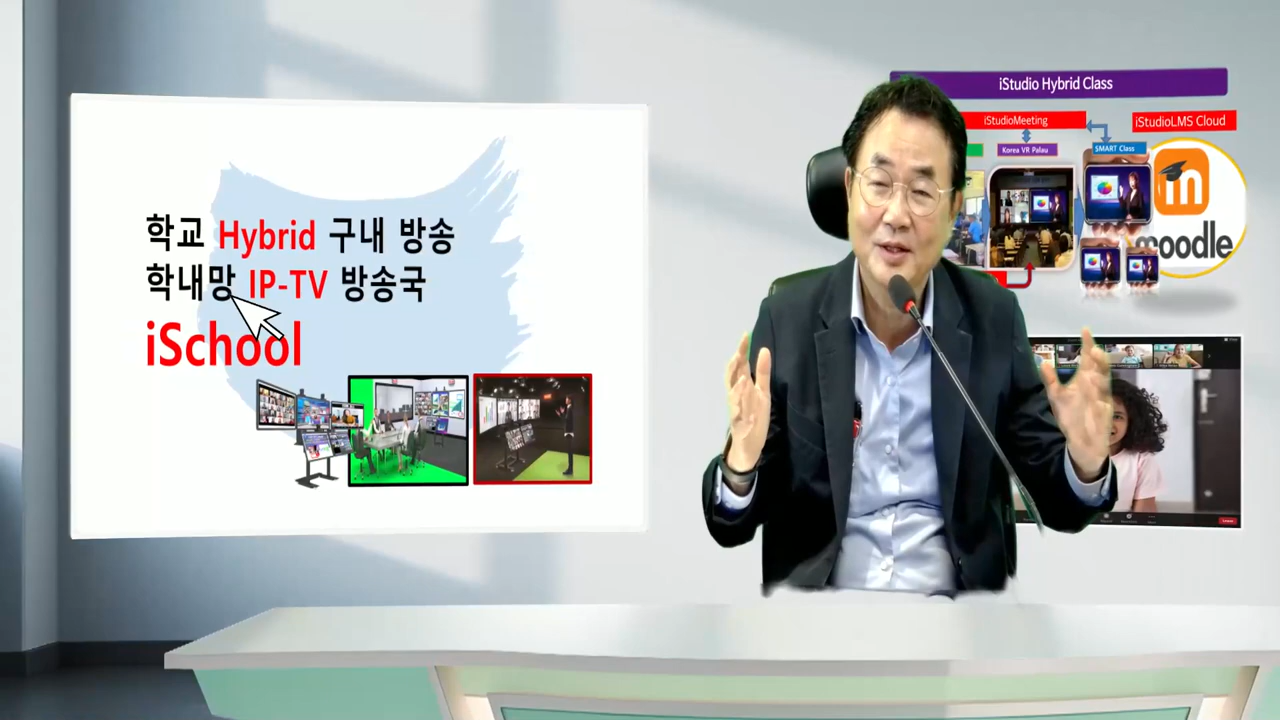 학교 Hybrid 구내 방송
학내망 IP-TV 방송국
iSchool
iStudio Hybrid Class
iStudioMeeting
iStudioLMS Cloud
Korea VR Palau
SMART Class
moodle